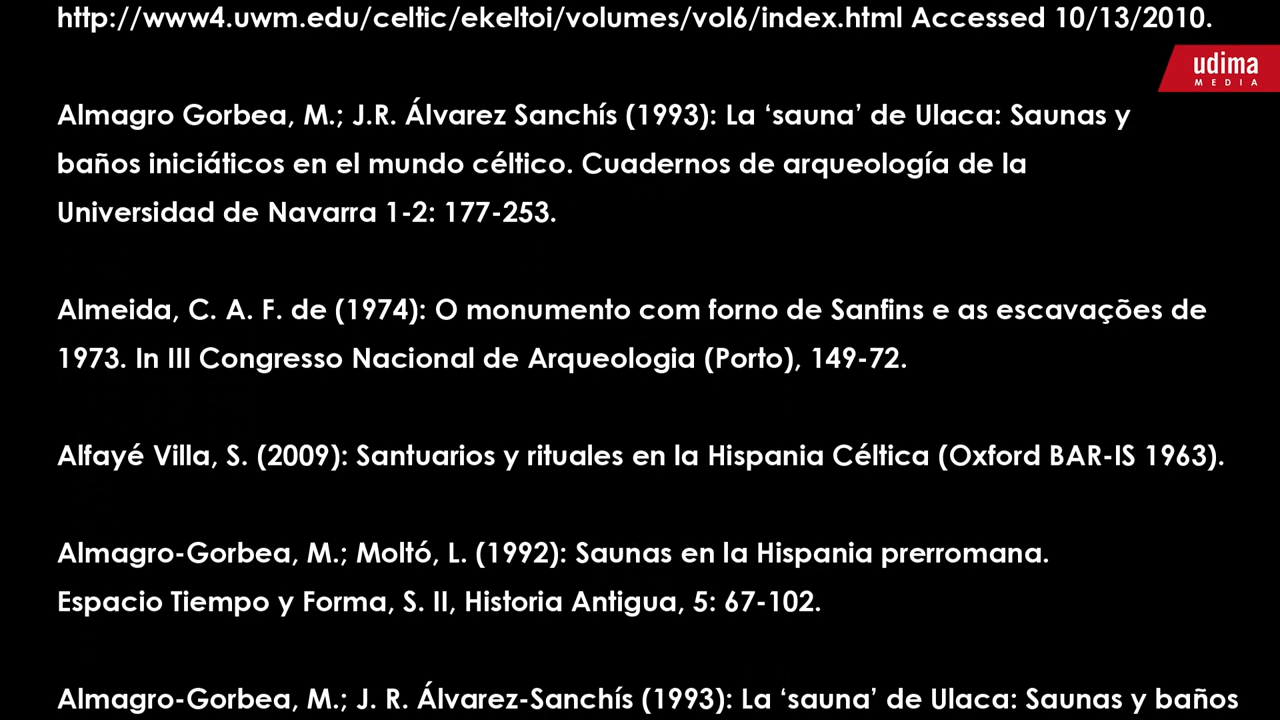 http://www4.uwm.edu/celtic/ekeltoi/volumes/vol6/index.html Accessed 10/13/2010.
udima
MEDIA
Almagro Gorbea, M.; J.R. Álvarez Sanchís (1993): La ‘sauna’ de Ulaca: Saunas y
baños iniciáticos en el mundo céltico. Cuadernos de arqueología de la
Universidad de Navarra 1-2: 177-253.
Almeida, C. A. F. de (1974): O monumento com forno de Sanfins e as escavações de
1973. In III Congresso Nacional de Arqueologia (Porto), 149-72.
Alfayé Villa, S. (2009): Santuarios y rituales en la Hispania Céltica (Oxford BAR-IS 1963).
Almagro-Gorbea, M.; Moltó, L. (1992): Saunas en la Hispania prerromana.
Espacio Tiempo y Forma, S. II, Historia Antigua, 5: 67-102.
Almagro-Gorbea, M.; J. R. Álvarez-Sanchís (1993): La ‘sauna’ de Ulaca: Saunas y baños